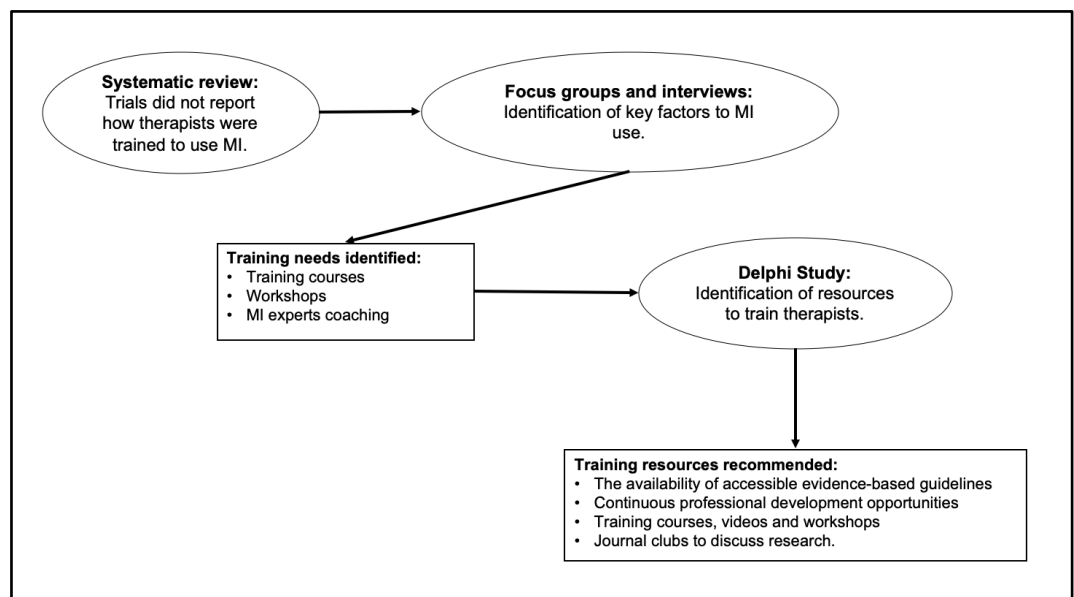 Systematic review:
Trials did not report
how therapists were
trained to use MI.
Focus groups and interviews:
Identification of key factors to MI
use.
Training needs identified:
• Training courses
• Workshops
• MI experts coaching
Delphi Study:
Identification of resources
to train therapists.
Training resources recommended:
• The availability of accessible evidence-based guidelines
• Continuous professional development opportunities
• Training courses, videos and workshops
• Journal clubs to discuss research.